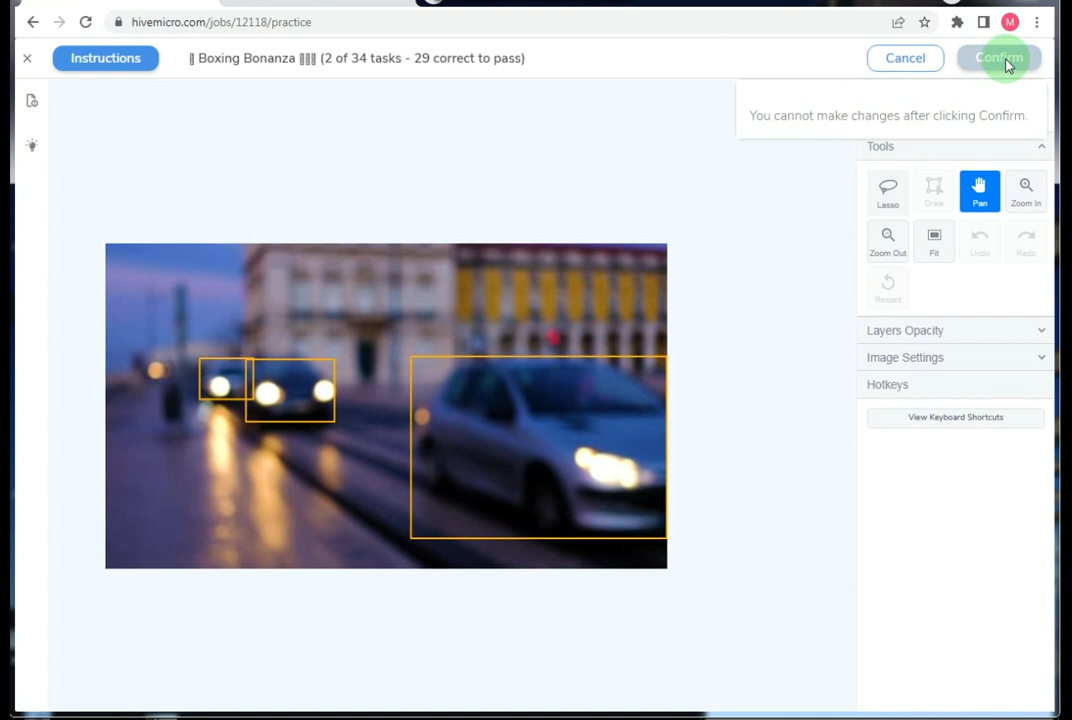 hivemicro.com/jobs/12118/practice
M
Instructions
Boxing Bonanza (2 of 34 tasks - 29 correct to pass)
Cancel
Confirm
You cannot make changes after clicking Confirm.
Tools
Lasso
Draw
Pan
Zoom In
Zoom Out
Fit
Undo
Redo
Restart
Layers Opacity
Image Settings
Hotkeys
View Keyboard Shortcuts